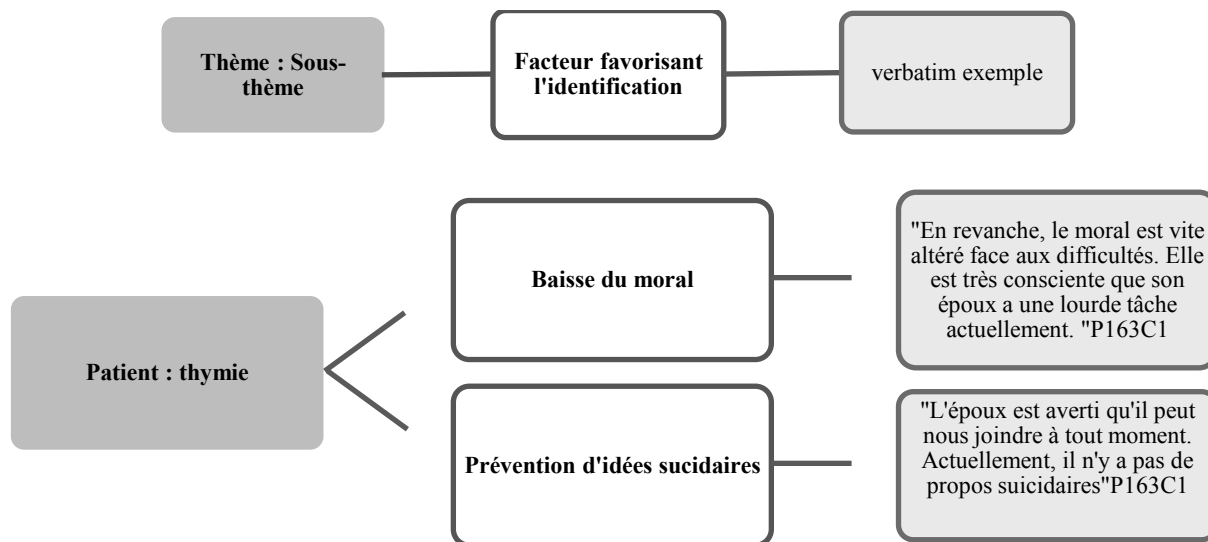 Thème : Sous-
thème
Facteur favorisant
l'identification
verbatim exemple
Patient : thymie
Baisse du moral
"En revanche, le moral est vite
altéré face aux difficultés. Elle
est très consciente que son
époux a une lourde tâche
actuellement. "P163C1
Prévention d'idées sucidaires
"L'époux est averti qu'il peut
nous joindre à tout moment.
Actuellement, il n'y a pas de
propos suicidaires"P163C1